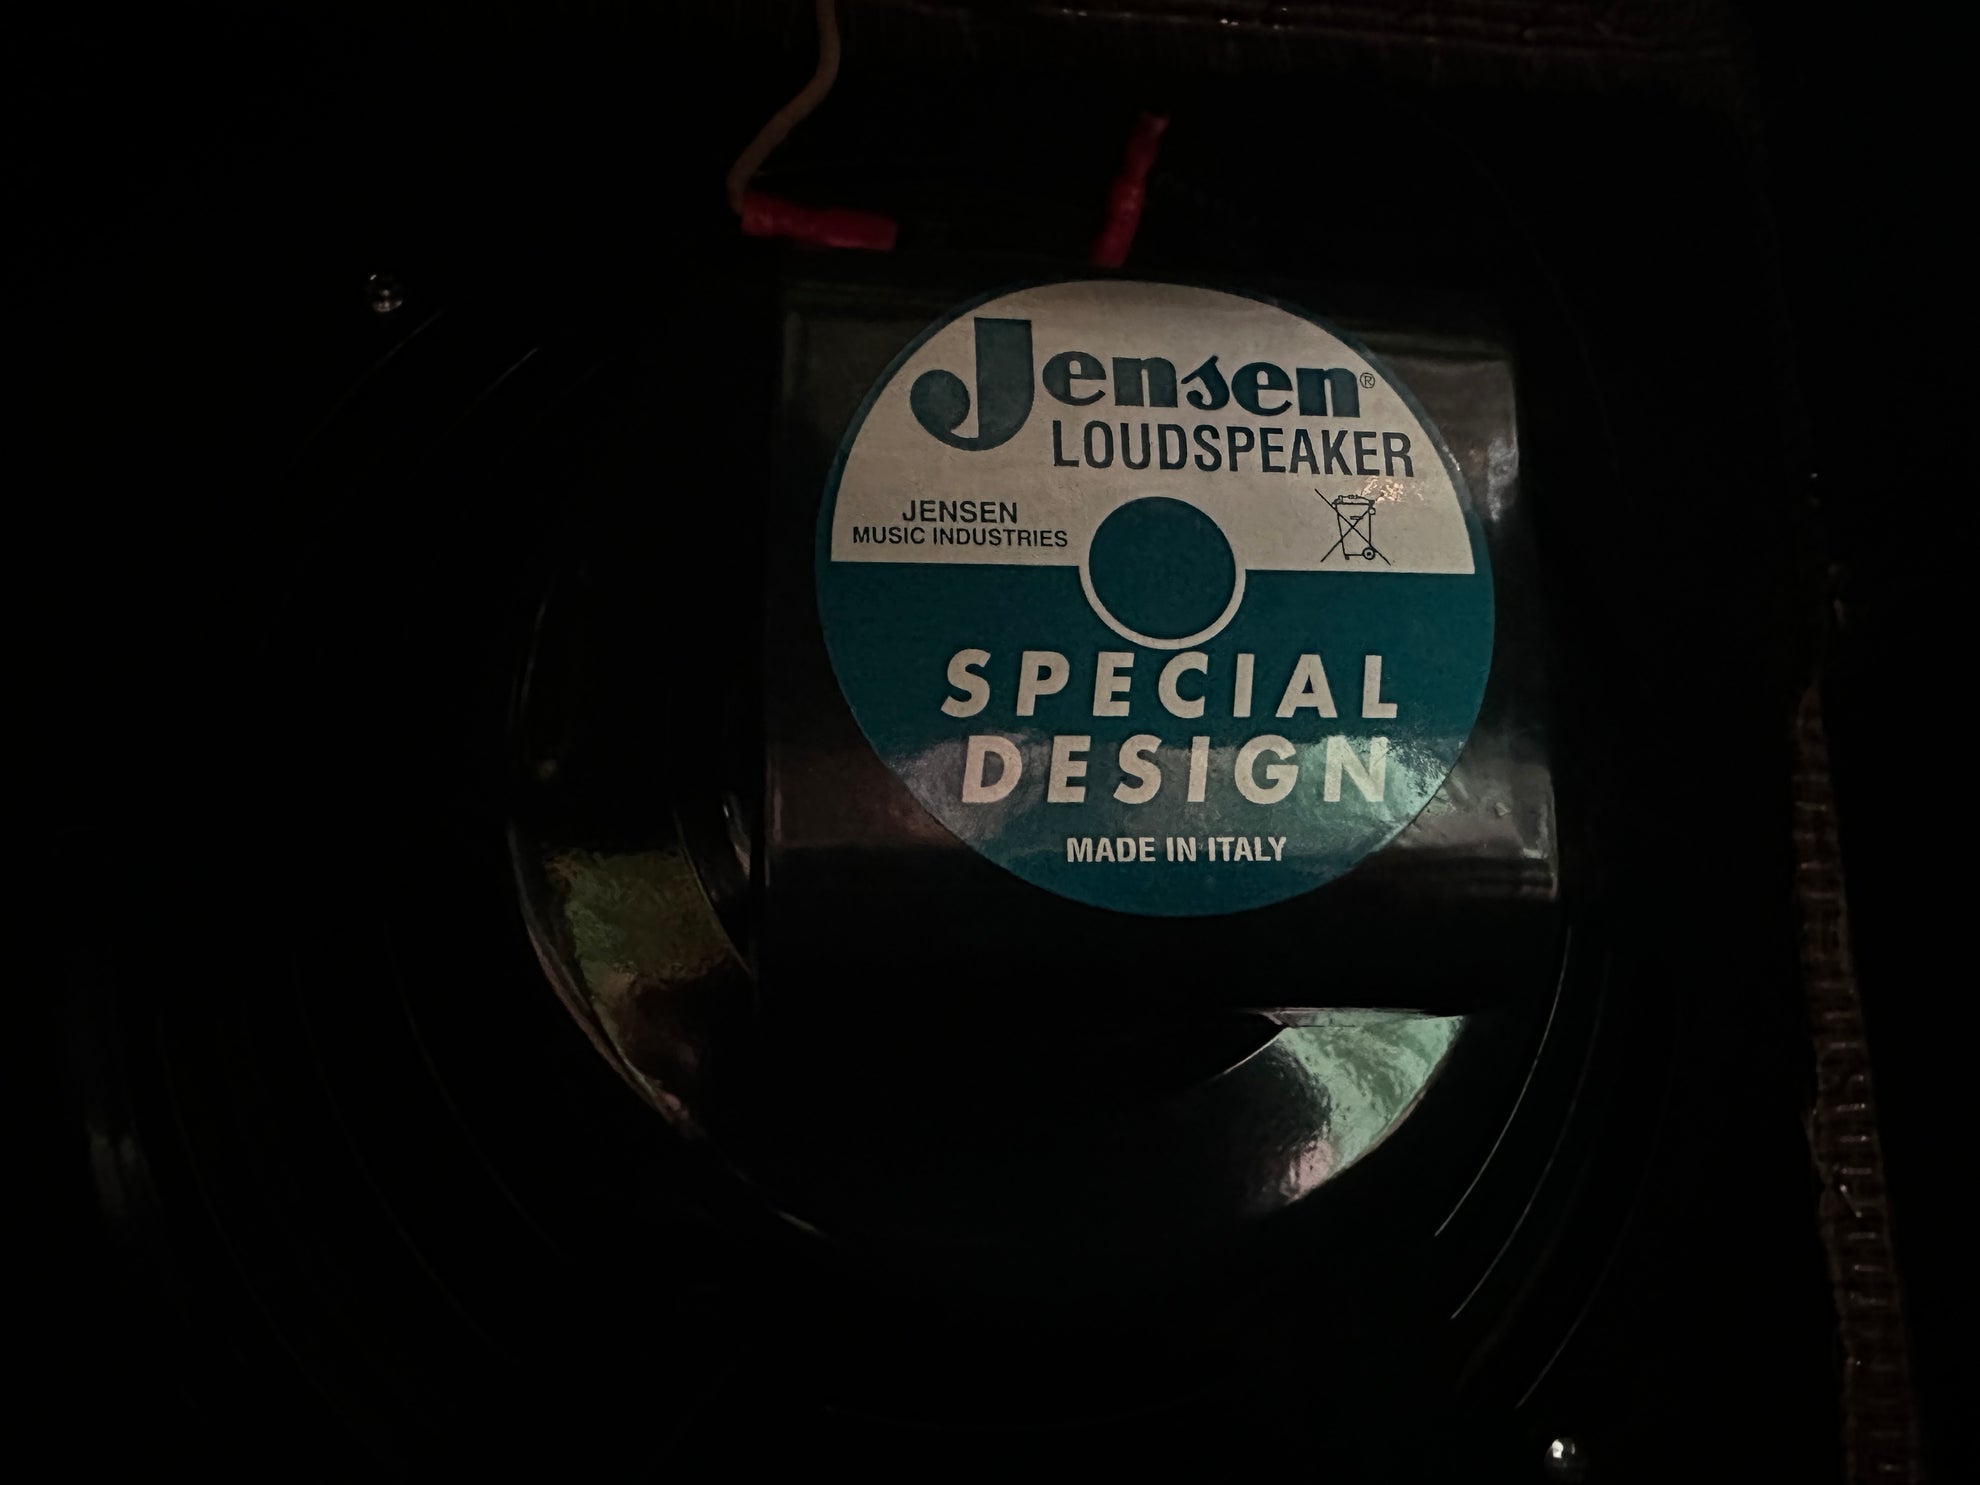 Jensen®
LOUDSPEAKER
JENSEN
MUSIC INDUSTRIES
SPECIAL
DESIGN
MADE IN ITALY